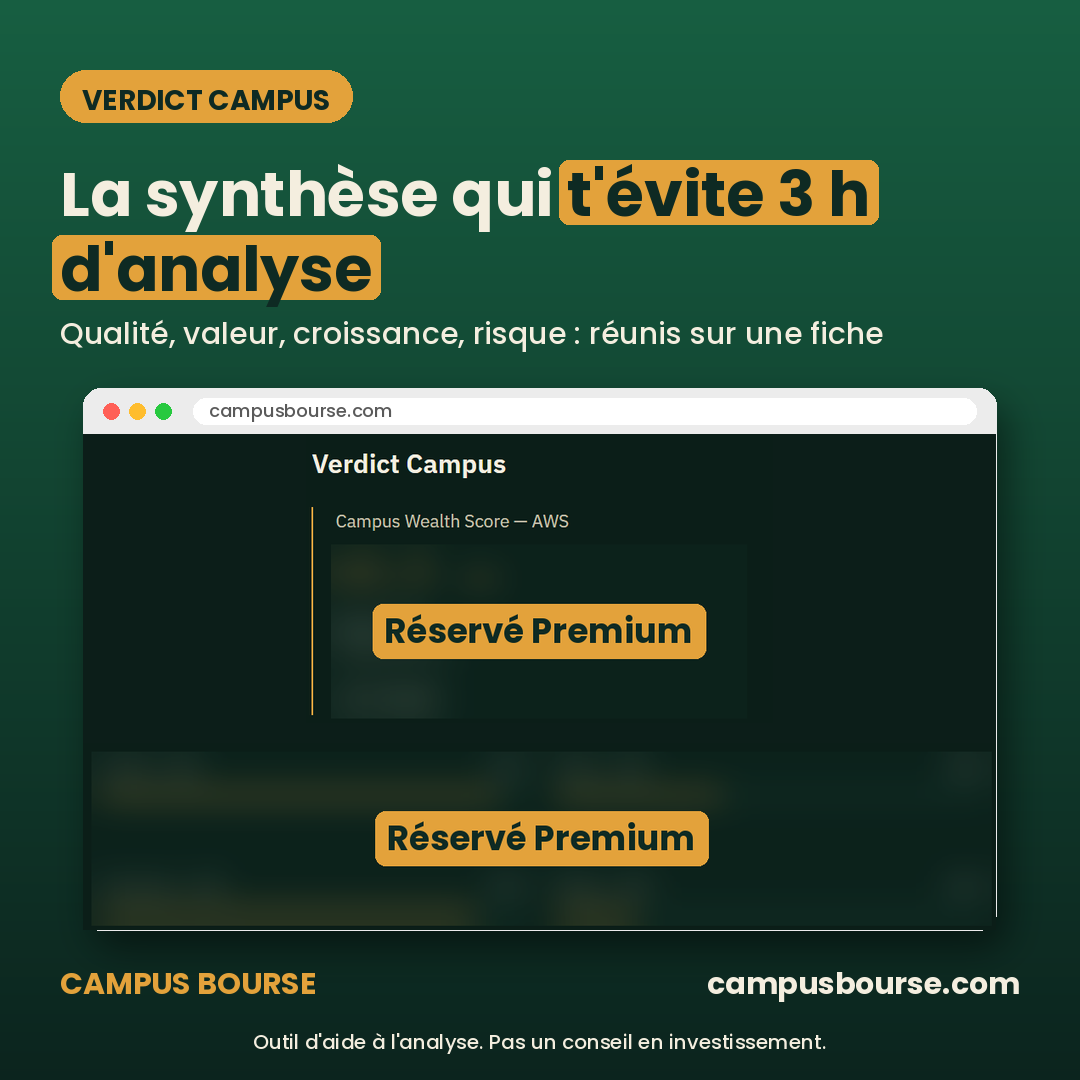 VERDICT CAMPUS
La synthèse qui t'évite 3 h
d'analyse
Qualité, valeur, croissance, risque : réunis sur une fiche
campusbourse.com
Verdict Campus
Campus Wealth Score — AWS
Réservé Premium
Réservé Premium
CAMPUS BOURSE
campusbourse.com
Outil d'aide à l'analyse. Pas un conseil en investissement.